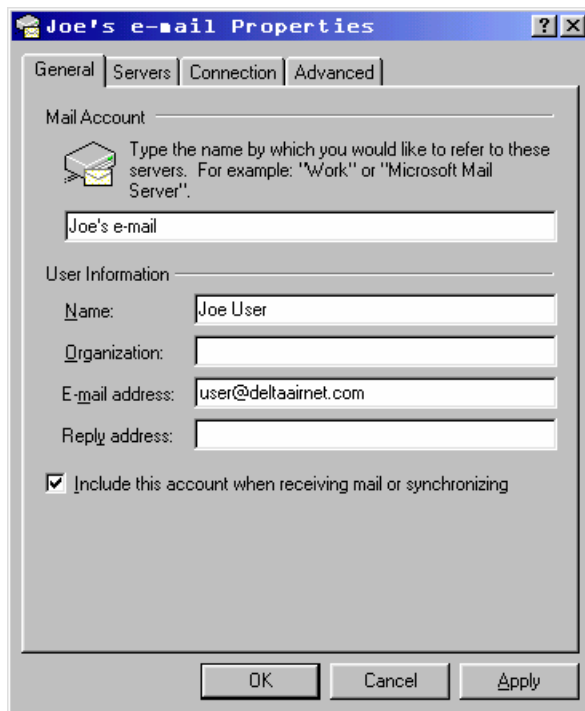 Joe's e-mail Properties
General Servers Connection Advanced
Mail Account
Type the name by which you would like to refer to these
servers. For example: "Work" or "Microsoft Mail
Server".
Joe's e-mail
User Information
Name: Joe User
Organization:
E-mail address: user@deltaairnet.com
Reply address:
Include this account when receiving mail or synchronizing
OK Cancel Apply